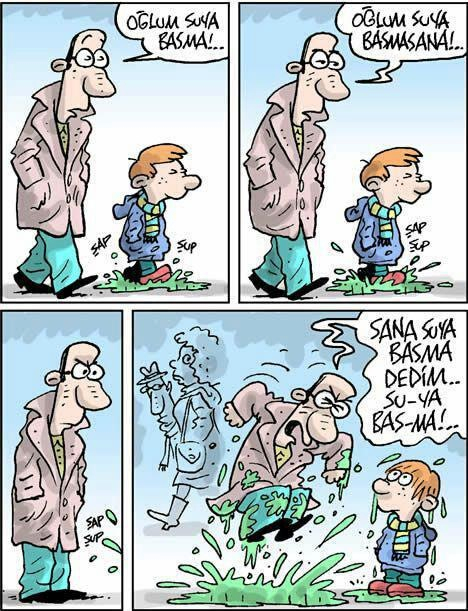 OĞLUM SUYA
BASMA!..
ŞAP
ŞUP
OĞLUM SUYA
BASMASANA!..
ŞAP
ŞUP
ŞAP
ŞUP
SANA SUYA
BASMA
DEDİM..
SU-YA
BAS-MA!..